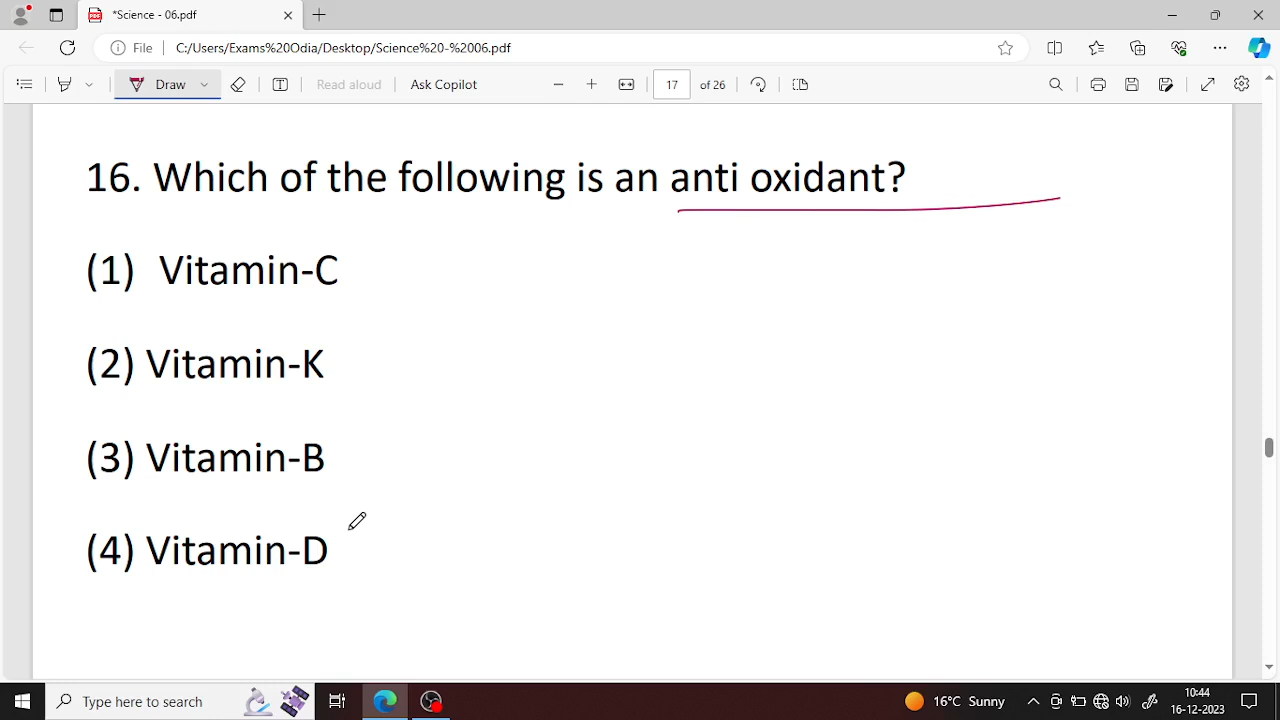 *Science - 06.pdf
File
C:/Users/Exams%20Odia/Desktop/Science%20-%2006.pdf
Draw
Read aloud
Ask Copilot
17
of 26
16. Which of the following is an anti oxidant?
(1) Vitamin-C
(2) Vitamin-K
(3) Vitamin-B
(4) Vitamin-D
Type here to search
16°C Sunny
10:44
16-12-2023